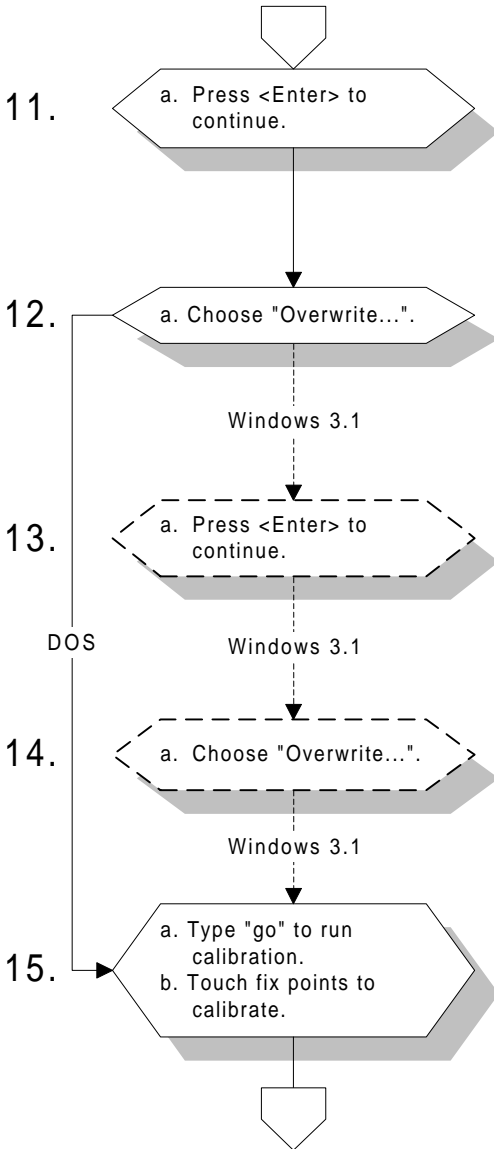 11.
a. Press <Enter> to
continue.
12.
a. Choose "Overwrite...".
Windows 3.1
13.
a. Press <Enter> to
continue.
DOS
Windows 3.1
14.
a. Choose "Overwrite...".
Windows 3.1
15.
a. Type "go" to run
calibration.
b. Touch fix points to
calibrate.